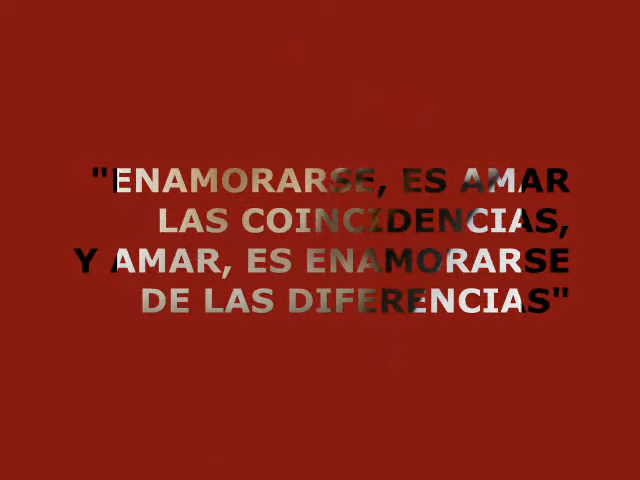 "ENAMORARSE, ES AMAR
LAS COINCIDENCIAS,
Y AMAR, ES ENAMORARSE
DE LAS DIFERENCIAS"